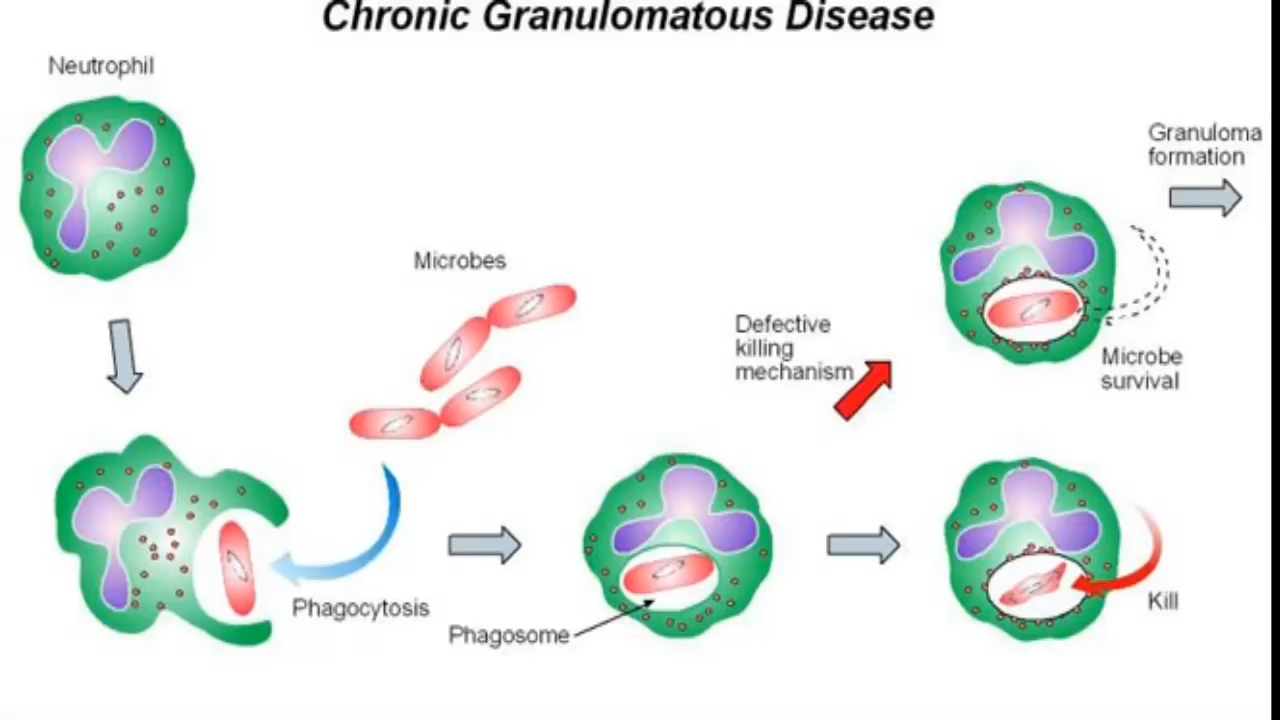 Chronic Granulomatous Disease
Neutrophil
Granuloma
formation
Microbes
Defective
killing
mechanism
Microbe
survival
Phagocytosis
Phagosome
Kill